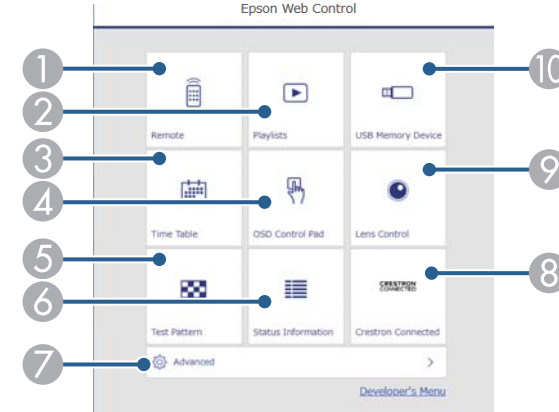 Epson Web Control
1
2
10
Remote
Playlists
USB Memory Device
3
4
9
Time Table
OSD Control Pad
Lens Control
5
6
8
CRESTRON
CONNECTED
Test Pattern
Status Information
Crestron Connected
7
Advanced
>
Developer's Menu